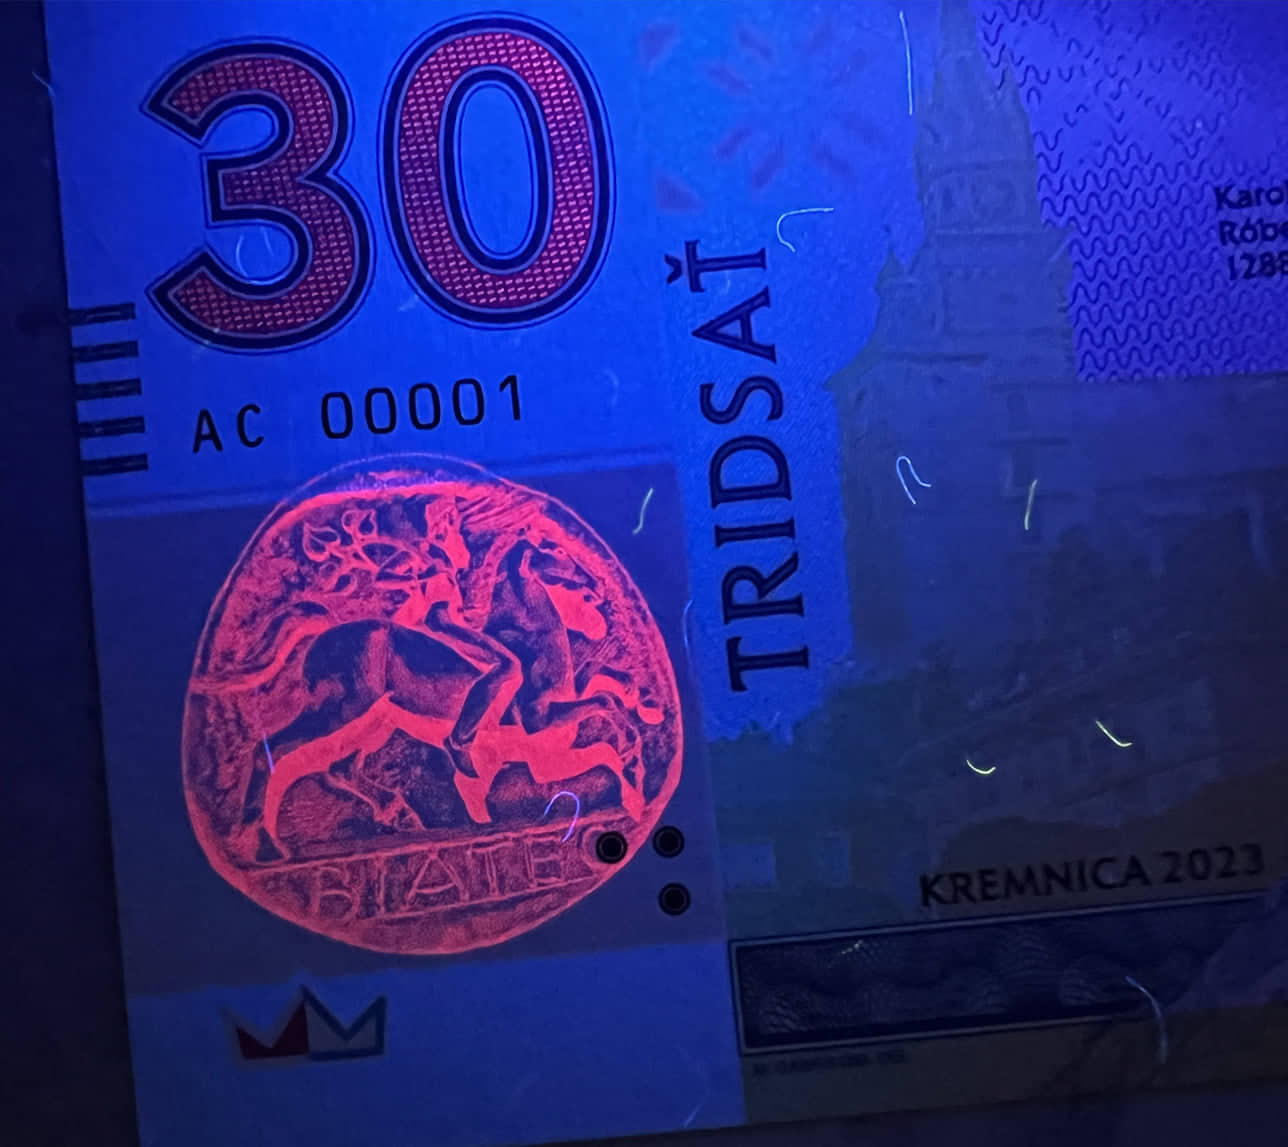 30
AC 00001
BIATEC
TRIDSAŤ
KREMNICA 2023